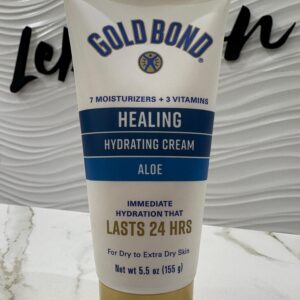 GOLD BOND®
7 MOISTURIZERS + 3 VITAMINS
HEALING
HYDRATING CREAM
ALOE
IMMEDIATE
HYDRATION THAT
LASTS 24 HRS
For Dry to Extra Dry Skin
Net wt 5.5 oz (155 g)